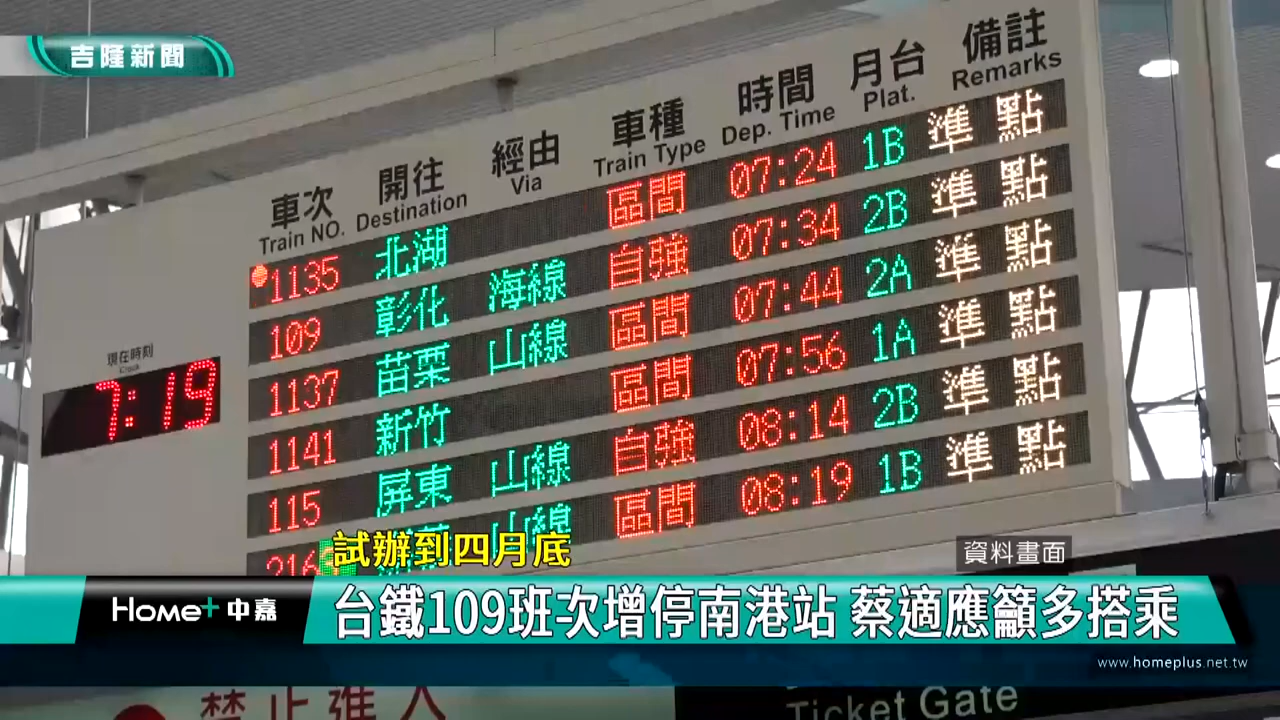 吉隆新聞
車次 開往 經由 車種 時間 月台 備註
Train NO. Destination Via Train Type Dep. Time Plat. Remarks
1135 北湖 區間 07:24 1B 準點
109 彰化 海線 自強 07:34 2B 準點
1137 苗栗 山線 區間 07:44 2A 準點
1141 新竹 區間 07:56 1A 準點
115 屏東 山線 自強 08:14 2B 準點
216 山線 區間 08:19 1B 準點
現在時刻
7:19
試辦到四月底
資料畫面
Home+ 中嘉
台鐵109班次增停南港站 蔡適應籲多搭乘
www.homeplus.net.tw
禁止進入
Ticket Gate